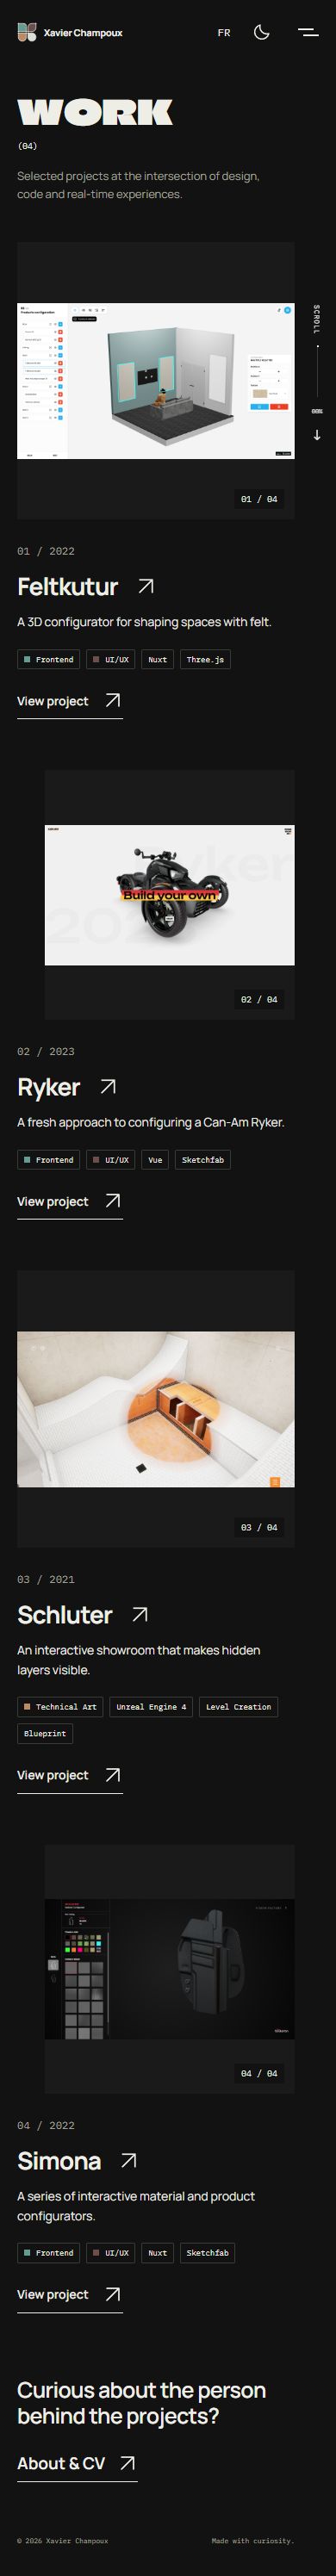 Xavier Champoux
FR
WORK
(04)
Selected projects at the intersection of design,
code and real-time experiences.
SCROLL
01 / 04
01 / 2022
Feltkutur
A 3D configurator for shaping spaces with felt.
Frontend
UI/UX
Nuxt
Three.js
View project
Build your own
02 / 04
02 / 2023
Ryker
A fresh approach to configuring a Can-Am Ryker.
Frontend
UI/UX
Vue
Sketchfab
View project
03 / 04
03 / 2021
Schluter
An interactive showroom that makes hidden
layers visible.
Technical Art
Unreal Engine 4
Level Creation
Blueprint
View project
04 / 04
04 / 2022
Simona
A series of interactive material and product
configurators.
Frontend
UI/UX
Nuxt
Sketchfab
View project
Curious about the person
behind the projects?
About & CV
© 2026 Xavier Champoux
Made with curiosity.